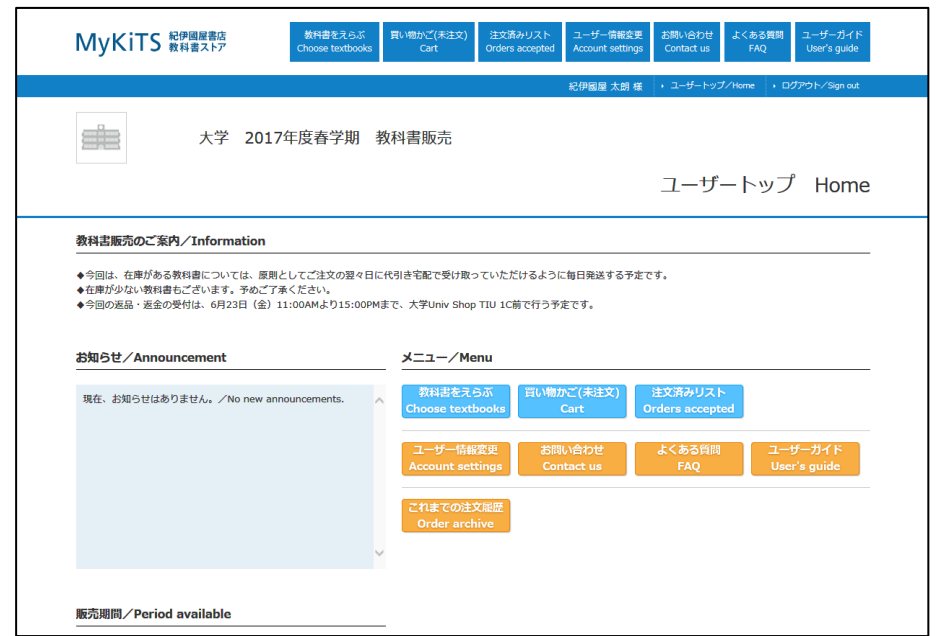 MyKiTS 紀伊國屋書店 教科書ストア
教科書をえらぶ
Choose textbooks
買い物かご(未注文)
Cart
注文済みリスト
Orders accepted
ユーザー情報変更
Account settings
お問い合わせ
Contact us
よくある質問
FAQ
ユーザーガイド
User's guide
紀伊國屋 太朗 様
ユーザートップ/Home
ログアウト/Sign out
大学 2017年度春学期 教科書販売
ユーザートップ Home
教科書販売のご案内/Information
◆今回は、在庫がある教科書については、原則としてご注文の翌々日に代引き宅配で受け取っていただけるように毎日発送する予定です。
◆在庫が少ない教科書もございます。予めご了承ください。
◆今回の返品・返金の受付は、6月23日(金)11:00AMより15:00PMまで、大学Univ Shop TIU 1C前で行う予定です。
お知らせ/Announcement
現在、お知らせはありません。/No new announcements.
メニュー/Menu
教科書をえらぶ
Choose textbooks
買い物かご(未注文)
Cart
注文済みリスト
Orders accepted
ユーザー情報変更
Account settings
お問い合わせ
Contact us
よくある質問
FAQ
ユーザーガイド
User's guide
これまでの注文履歴
Order archive
販売期間/Period available